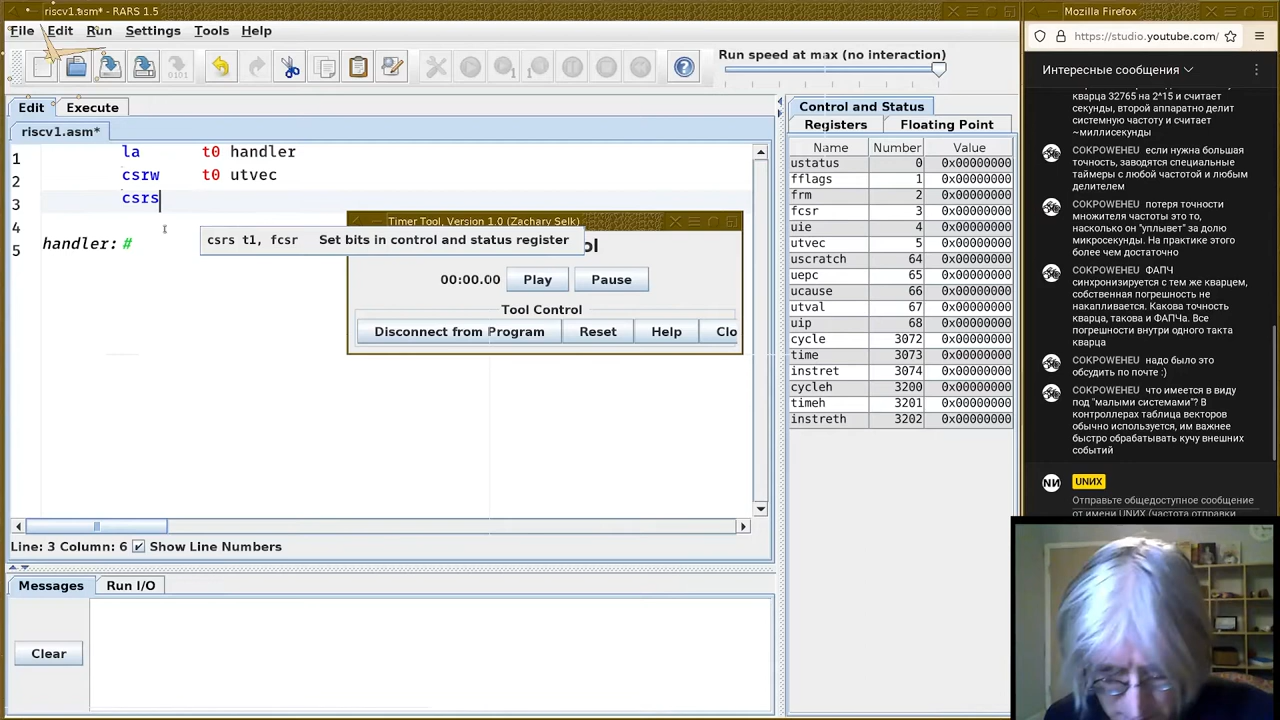 riscv1.asm* - RARS 1.5
File Edit Run Settings Tools Help
Run speed at max (no interaction)
Edit Execute
riscv1.asm*
1 la t0 handler
2 csrw t0 utvec
3 csrs
4
5 handler: #
csrs t1, fcsr Set bits in control and status register
Timer Tool, Version 1.0 (Zachary Selk)
00:00.00 Play Pause
Tool Control
Disconnect from Program Reset Help Clo
Line: 3 Column: 6 Show Line Numbers
Messages Run I/O
Clear
Control and Status
Registers Floating Point
Name Number Value
ustatus 0 0x00000000
fflags 1 0x00000000
frm 2 0x00000000
fcsr 3 0x00000000
uie 4 0x00000000
utvec 5 0x00000000
uscratch 64 0x00000000
uepc 65 0x00000000
ucause 66 0x00000000
utval 67 0x00000000
uip 68 0x00000000
cycle 3072 0x00000000
time 3073 0x00000000
instret 3074 0x00000000
cycleh 3200 0x00000000
timeh 3201 0x00000000
instreth 3202 0x00000000
Mozilla Firefox
https://studio.youtube.com/
Интересные сообщения
кварца 32765 на 2^15 и считает
секунды, второй аппаратно делит
системную частоту и считает
~миллисекунды
COKPOWEHEU если нужна большая
точность, заводятся специальные
таймеры с любой частотой и любым
делителем
COKPOWEHEU потеря точности
множителя частоты это то,
насколько он "уплывет" за долю
микросекунды. На практике этого
более чем достаточно
COKPOWEHEU ФАПЧ
синхронизируется с тем же кварцем,
собственная погрешность не
накапливается. Какова точность
кварца, такова и ФАПЧа. Все
погрешности внутри одного такта
кварца
COKPOWEHEU надо было это
обсудить по почте :)
COKPOWEHEU что имеется в виду
под "малыми системами"? В
контроллерах таблица векторов
обычно используется, им важнее
быстро обрабатывать кучу внешних
событий
UNИX
Отправьте общедоступное сообщение
от имени UNИX (частота отправки